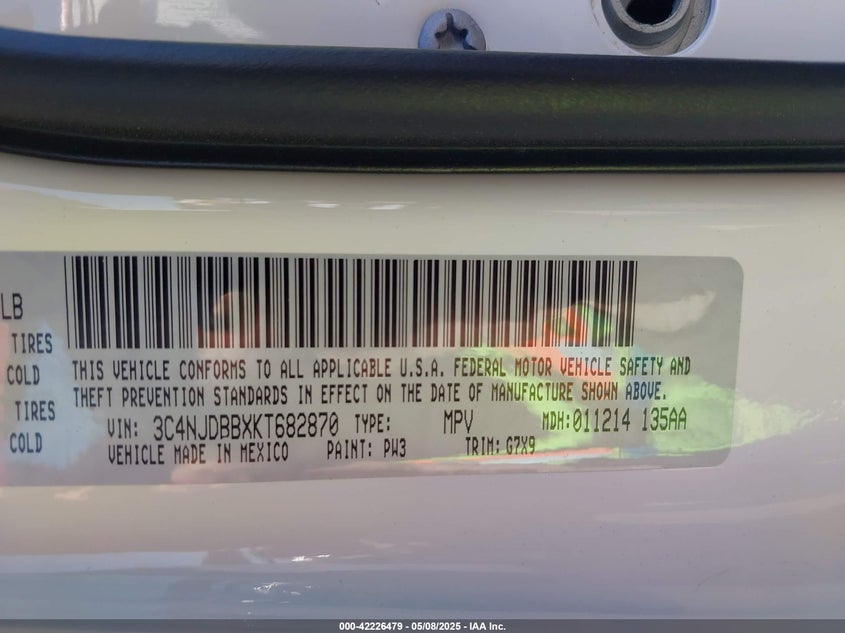 LB
TIRES
COLD
TIRES
COLD
THIS VEHICLE CONFORMS TO ALL APPLICABLE U.S.A. FEDERAL MOTOR VEHICLE SAFETY AND
THEFT PREVENTION STANDARDS IN EFFECT ON THE DATE OF MANUFACTURE SHOWN ABOVE.
VIN: 3C4NJDBBXKT682870 TYPE: MPV MDH:011214 135AA
VEHICLE MADE IN MEXICO PAINT: PW3 TRIM: G7X9
000-42226479 — 05/08/2025 — IAA Inc.